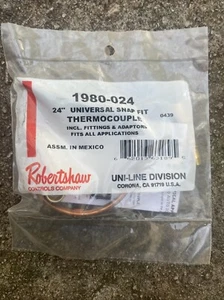 1980-024
24" UNIVERSAL SNAP FIT
THERMOCOUPLE 0439
INCL. FITTINGS & ADAPTORS
FITS ALL APPLICATIONS
ASSM. IN MEXICO
Robertshaw
CONTROLS COMPANY
UNI-LINE DIVISION
CORONA, CA 91719 U.S.A.